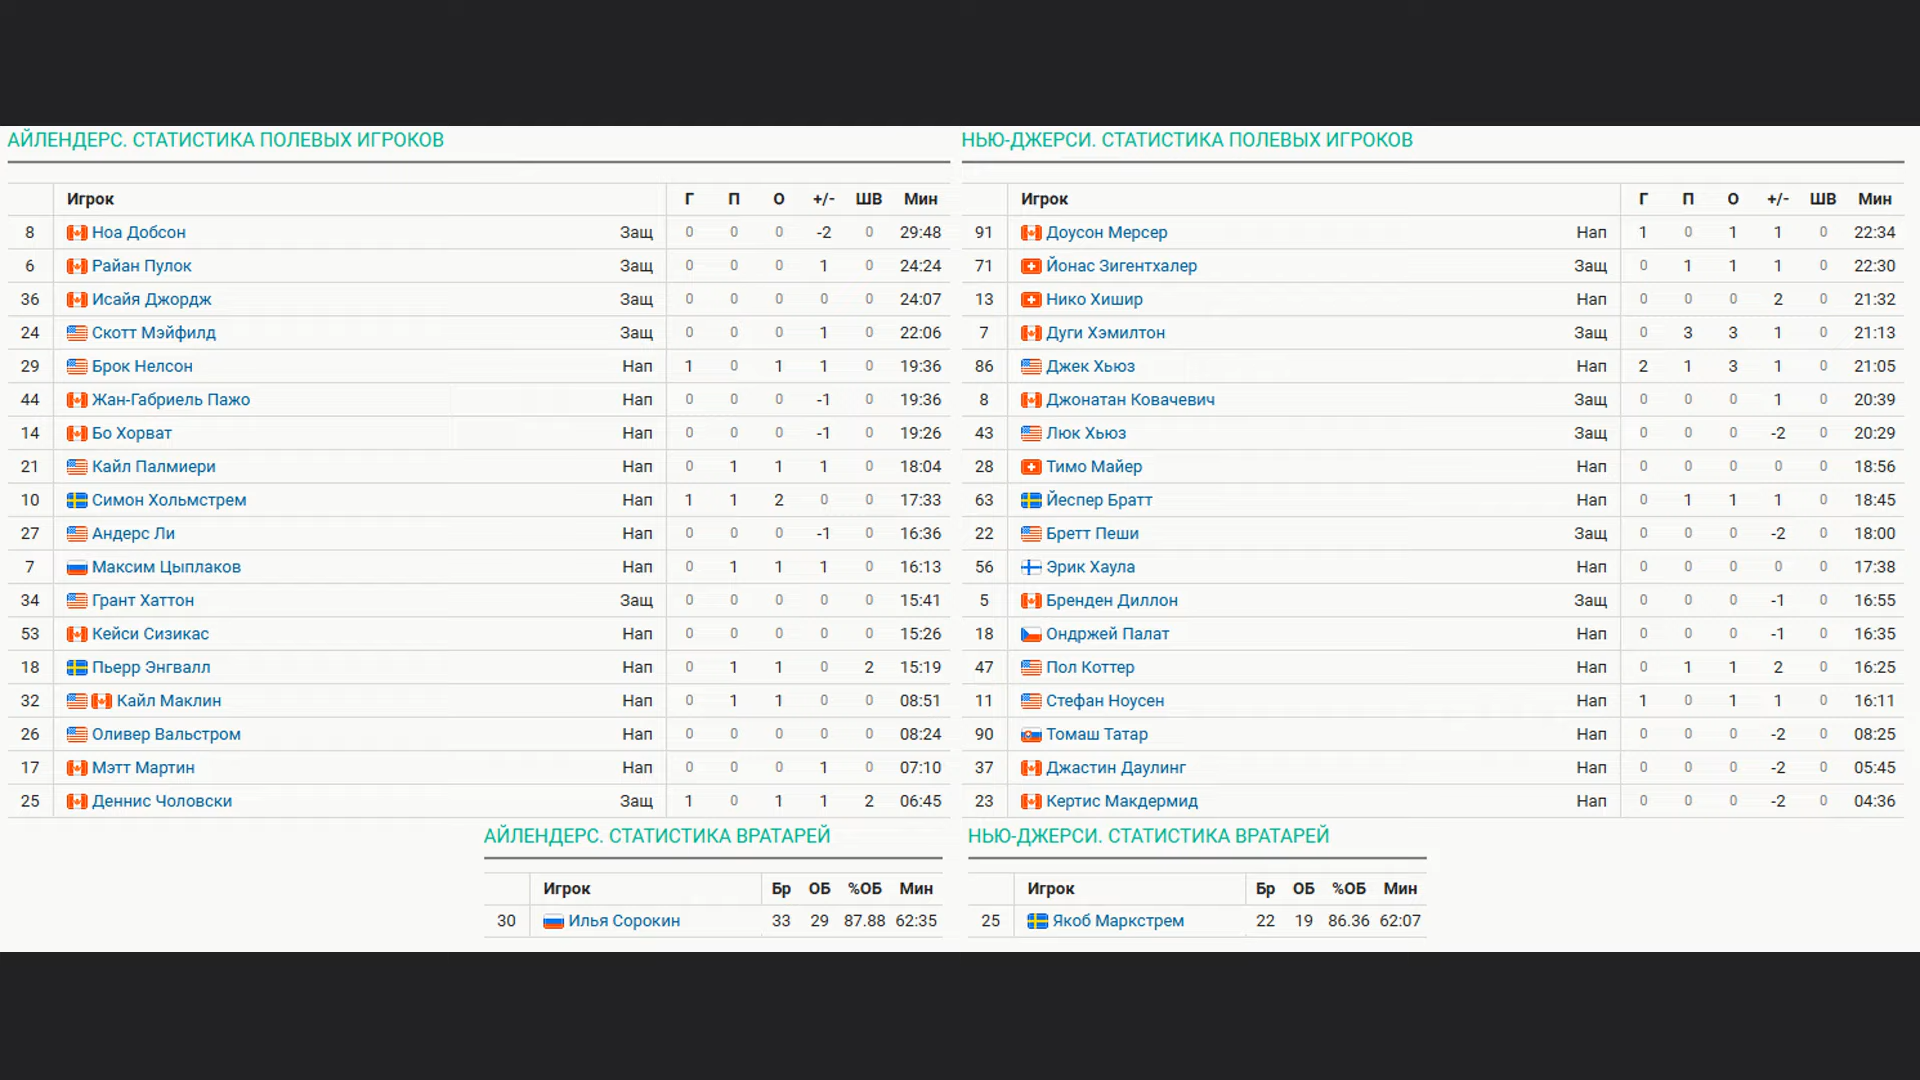 АЙЛЕНДЕРС. СТАТИСТИКА ПОЛЕВЫХ ИГРОКОВ
Игрок Г П О +/- ШВ Мин
8 Ноа Добсон Защ 0 0 0 -2 0 29:48
6 Райан Пулок Защ 0 0 0 1 0 24:24
36 Исайя Джордж Защ 0 0 0 0 0 24:07
24 Скотт Мэйфилд Защ 0 0 0 1 0 22:06
29 Брок Нелсон Нап 1 0 1 1 0 19:36
44 Жан-Габриель Пажо Нап 0 0 0 -1 0 19:36
14 Бо Хорват Нап 0 0 0 -1 0 19:26
21 Кайл Палмиери Нап 0 1 1 1 0 18:04
10 Симон Хольмстрем Нап 1 1 2 0 0 17:33
27 Андерс Ли Нап 0 0 0 -1 0 16:36
7 Максим Цыплаков Нап 0 1 1 1 0 16:13
34 Грант Хаттон Защ 0 0 0 0 0 15:41
53 Кейси Сизикас Нап 0 0 0 0 0 15:26
18 Пьерр Энгвалл Нап 0 1 1 0 2 15:19
32 Кайл Маклин Нап 0 1 1 0 0 08:51
26 Оливер Вальстром Нап 0 0 0 0 0 08:24
17 Мэтт Мартин Нап 0 0 0 1 0 07:10
25 Деннис Чоловски Защ 1 0 1 1 2 06:45
НЬЮ-ДЖЕРСИ. СТАТИСТИКА ПОЛЕВЫХ ИГРОКОВ
Игрок Г П О +/- ШВ Мин
91 Доусон Мерсер Нап 1 0 1 1 0 22:34
71 Йонас Зигентхалер Защ 0 1 1 1 0 22:30
13 Нико Хишир Нап 0 0 0 2 0 21:32
7 Дуги Хэмилтон Защ 0 3 3 1 0 21:13
86 Джек Хьюз Нап 2 1 3 1 0 21:05
8 Джонатан Ковачевич Защ 0 0 0 1 0 20:39
43 Люк Хьюз Защ 0 0 0 -2 0 20:29
28 Тимо Майер Нап 0 0 0 0 0 18:56
63 Йеспер Братт Нап 0 1 1 1 0 18:45
22 Бретт Пеши Защ 0 0 0 -2 0 18:00
56 Эрик Хаула Нап 0 0 0 0 0 17:38
5 Бренден Диллон Защ 0 0 0 -1 0 16:55
18 Ондржей Палат Нап 0 0 0 -1 0 16:35
47 Пол Коттер Нап 0 1 1 2 0 16:25
11 Стефан Ноусен Нап 1 0 1 1 0 16:11
90 Томаш Татар Нап 0 0 0 -2 0 08:25
37 Джастин Даулинг Нап 0 0 0 -2 0 05:45
23 Кертис Макдермид Нап 0 0 0 -2 0 04:36
АЙЛЕНДЕРС. СТАТИСТИКА ВРАТАРЕЙ
Игрок Бр ОБ %ОБ Мин
30 Илья Сорокин 33 29 87.88 62:35
НЬЮ-ДЖЕРСИ. СТАТИСТИКА ВРАТАРЕЙ
Игрок Бр ОБ %ОБ Мин
25 Якоб Маркстрем 22 19 86.36 62:07